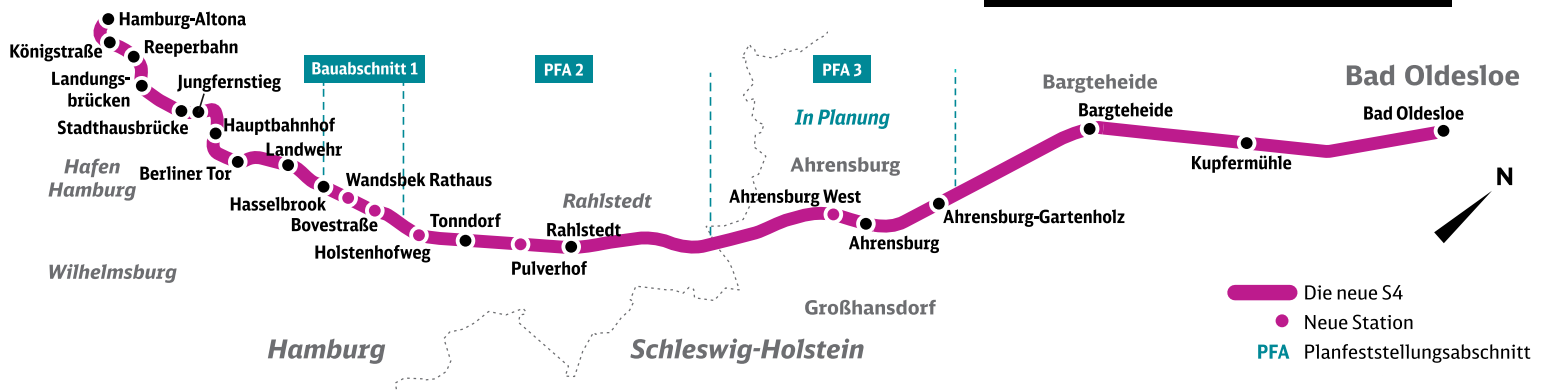 Hamburg-Altona
Königstraße
Reeperbahn
Landungs-
brücken
Jungfernstieg
Stadthausbrücke
Hauptbahnhof
Landwehr
Berliner Tor
Hafen
Hamburg
Bauabschnitt 1
PFA 2
PFA 3
In Planung
Hasselbrook
Wandsbek Rathaus
Bovestraße
Holstenhofweg
Tonndorf
Pulverhof
Rahlstedt
Rahlstedt
Wilhelmsburg
Hamburg
Schleswig-Holstein
Ahrensburg
Ahrensburg West
Ahrensburg
Ahrensburg-Gartenholz
Großhansdorf
Bargteheide
Bargteheide
Kupfermühle
Bad Oldesloe
Bad Oldesloe
N
Die neue S4
Neue Station
PFA Planfeststellungsabschnitt